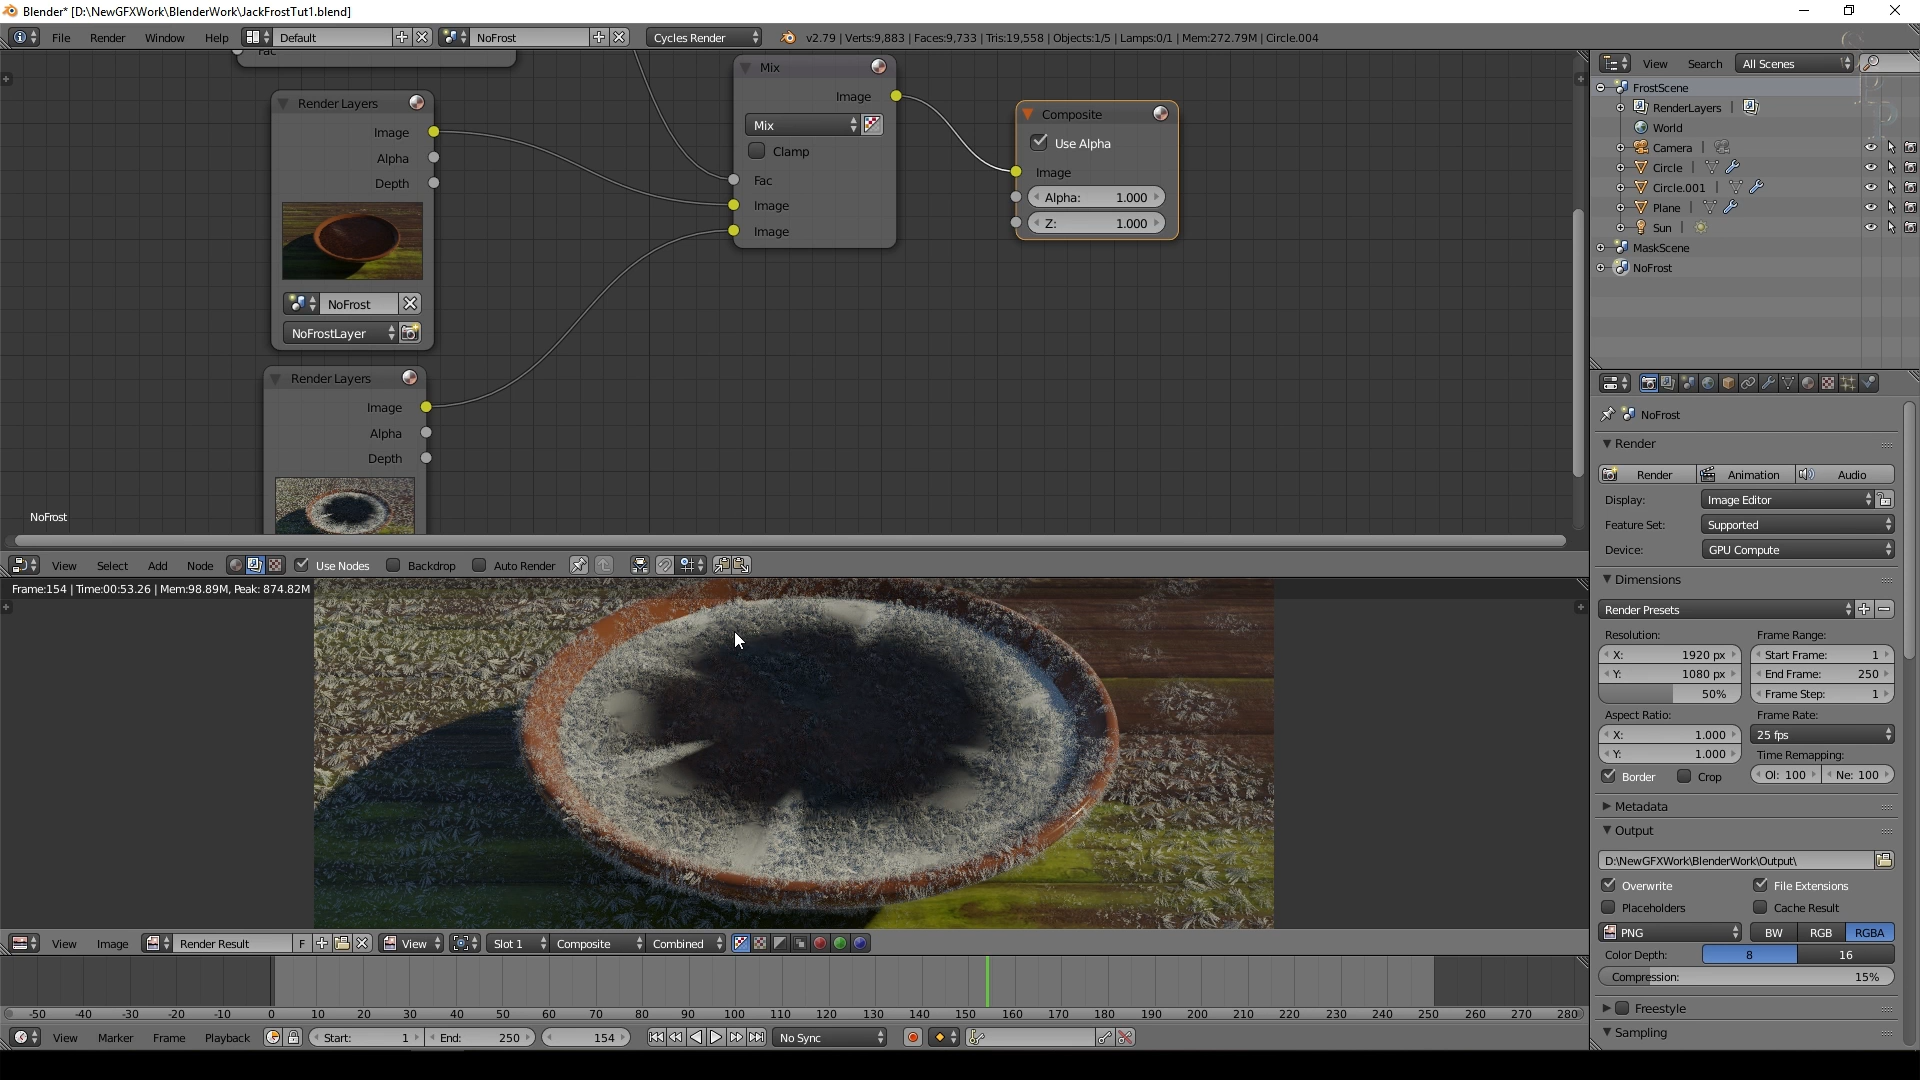 Blender* [D:\NewGFXWork\BlenderWork\JackFrostTut1.blend]
File Render Window Help Default NoFrost Cycles Render v2.79 | Verts:9,883 | Faces:9,733 | Tris:19,558 | Objects:1/5 | Lamps:0/1 | Mem:272.79M | Circle.004
Fac
Render Layers
Image
Alpha
Depth
NoFrost
NoFrostLayer
Render Layers
Image
Alpha
Depth
Mix
Image
Mix
Clamp
Fac
Image
Image
Composite
Use Alpha
Image
Alpha: 1.000
Z: 1.000
NoFrost
View Select Add Node Use Nodes Backdrop Auto Render
Frame:154 | Time:00:53.26 | Mem:98.89M, Peak: 874.82M
View Image Render Result F View Slot 1 Composite Combined
-50 -40 -30 -20 -10 0 10 20 30 40 50 60 70 80 90 100 110 120 130 140 150 160 170 180 190 200 210 220 230 240 250 260 270 280
View Marker Frame Playback Start: 1 End: 250 154 No Sync
View Search All Scenes
FrostScene
RenderLayers
World
Camera
Circle
Circle.001
Plane
Sun
MaskScene
NoFrost
NoFrost
Render
Render Animation Audio
Display: Image Editor
Feature Set: Supported
Device: GPU Compute
Dimensions
Render Presets
Resolution: Frame Range:
X: 1920 px Start Frame: 1
Y: 1080 px End Frame: 250
50% Frame Step: 1
Aspect Ratio: Frame Rate:
X: 1.000 25 fps
Y: 1.000 Time Remapping:
Border Crop Ol: 100 Ne: 100
Metadata
Output
D:\NewGFXWork\BlenderWork\Output\
Overwrite File Extensions
Placeholders Cache Result
PNG BW RGB RGBA
Color Depth: 8 16
Compression: 15%
Freestyle
Sampling